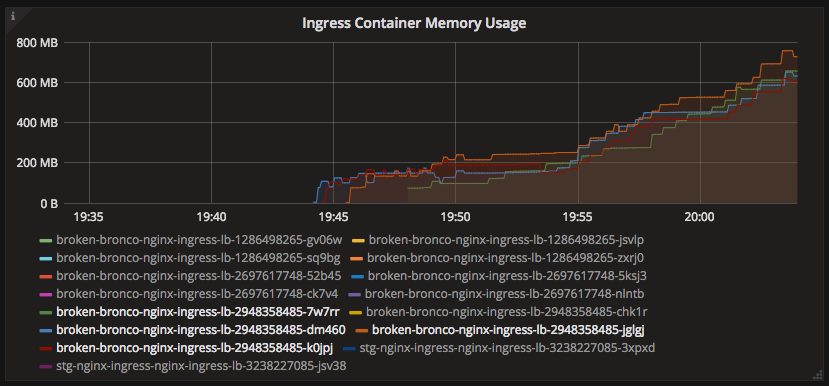 i
Ingress Container Memory Usage
800 MB
600 MB
400 MB
200 MB
0 B
19:35 19:40 19:45 19:50 19:55 20:00
broken-bronco-nginx-ingress-lb-1286498265-gv06w broken-bronco-nginx-ingress-lb-1286498265-jsvlp
broken-bronco-nginx-ingress-lb-1286498265-sq9bg broken-bronco-nginx-ingress-lb-1286498265-zxrj0
broken-bronco-nginx-ingress-lb-2697617748-52b45 broken-bronco-nginx-ingress-lb-2697617748-5ksj3
broken-bronco-nginx-ingress-lb-2697617748-ck7v4 broken-bronco-nginx-ingress-lb-2697617748-nlntb
broken-bronco-nginx-ingress-lb-2948358485-7w7rr broken-bronco-nginx-ingress-lb-2948358485-chk1r
broken-bronco-nginx-ingress-lb-2948358485-dm460 broken-bronco-nginx-ingress-lb-2948358485-jglgj
broken-bronco-nginx-ingress-lb-2948358485-k0jpj stg-nginx-ingress-nginx-ingress-lb-3238227085-3xpxd
stg-nginx-ingress-nginx-ingress-lb-3238227085-jsv38